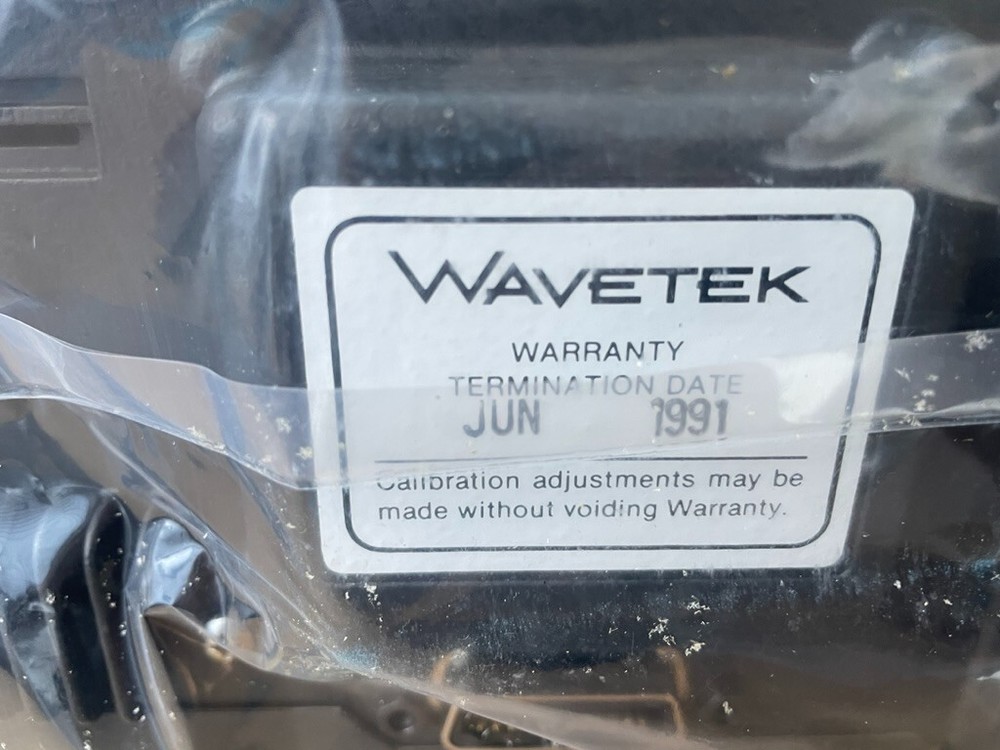 WAVETEK
WARRANTY
TERMINATION DATE
JUN 1991
Calibration adjustments may be
made without voiding Warranty.